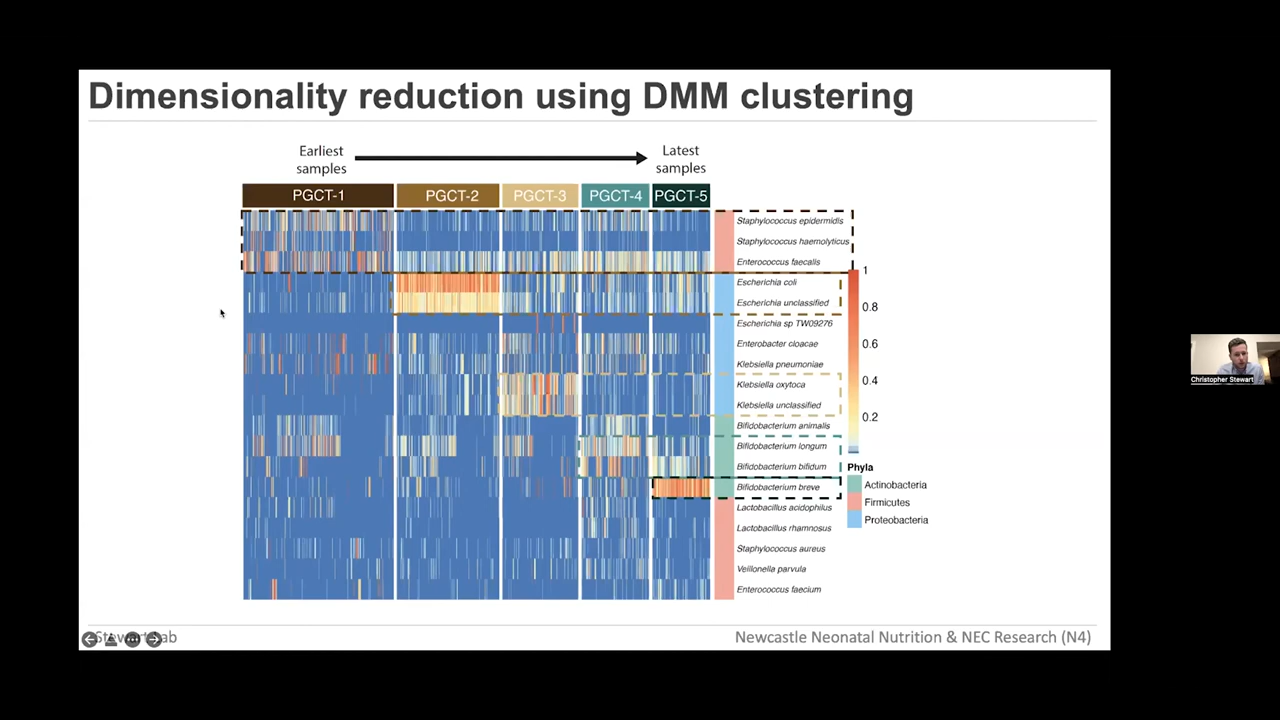 Dimensionality reduction using DMM clustering
Earliest
samples
Latest
samples
PGCT-1
PGCT-2
PGCT-3
PGCT-4
PGCT-5
Staphylococcus epidermidis
Staphylococcus haemolyticus
Enterococcus faecalis
Escherichia coli
Escherichia unclassified
Escherichia sp TW09276
Enterobacter cloacae
Klebsiella pneumoniae
Klebsiella oxytoca
Klebsiella unclassified
Bifidobacterium animalis
Bifidobacterium longum
Bifidobacterium bifidum
Bifidobacterium breve
Lactobacillus acidophilus
Lactobacillus rhamnosus
Staphylococcus aureus
Veillonella parvula
Enterococcus faecium
1
0.8
0.6
0.4
0.2
Phyla
Actinobacteria
Firmicutes
Proteobacteria
StewartLab
Newcastle Neonatal Nutrition & NEC Research (N4)
Christopher Stewart